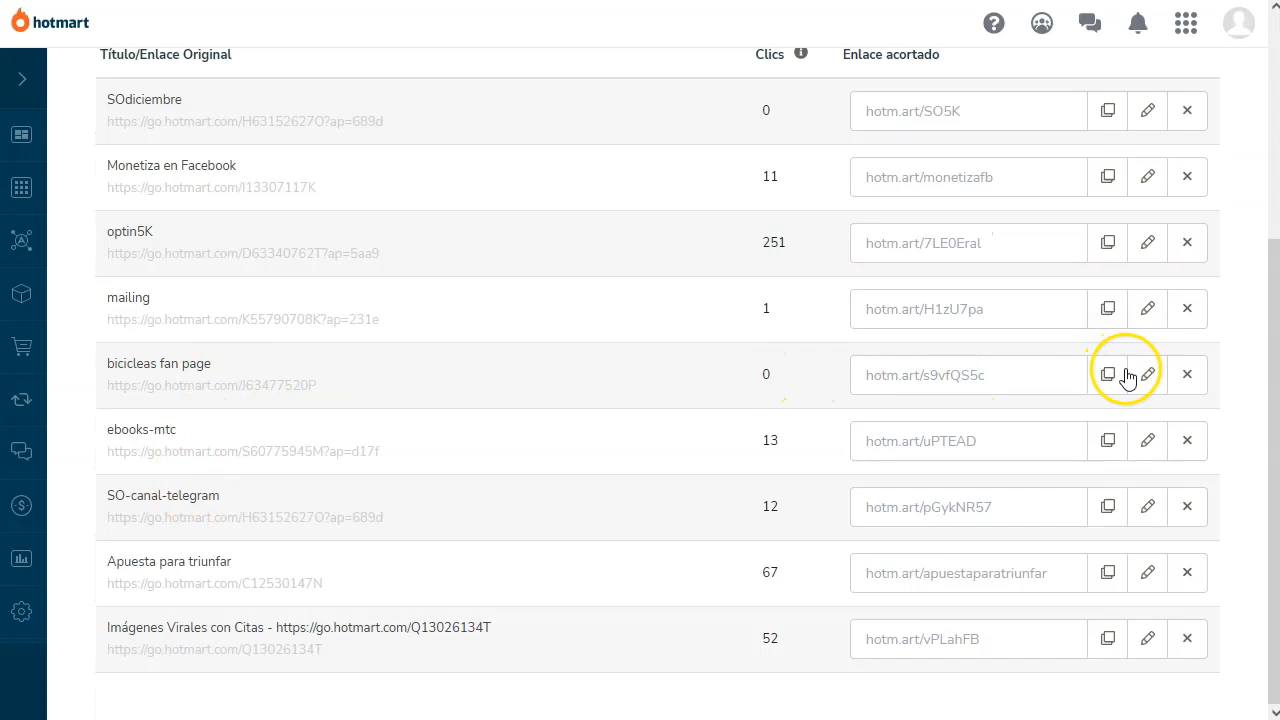 hotmart
Título/Enlace Original Clics Enlace acortado
SOdiciembre
https://go.hotmart.com/H63152627O?ap=689d
0
hotm.art/SO5K
Monetiza en Facebook
https://go.hotmart.com/I13307117K
11
hotm.art/monetizafb
optin5K
https://go.hotmart.com/D63340762T?ap=5aa9
251
hotm.art/7LE0Eral
mailing
https://go.hotmart.com/K55790708K?ap=231e
1
hotm.art/H1zU7pa
bicicleas fan page
https://go.hotmart.com/J63477520P
0
hotm.art/s9vfQS5c
ebooks-mtc
https://go.hotmart.com/S60775945M?ap=d17f
13
hotm.art/uPTEAD
SO-canal-telegram
https://go.hotmart.com/H63152627O?ap=689d
12
hotm.art/pGykNR57
Apuesta para triunfar
https://go.hotmart.com/C12530147N
67
hotm.art/apuestaparatriunfar
Imágenes Virales con Citas - https://go.hotmart.com/Q13026134T
https://go.hotmart.com/Q13026134T
52
hotm.art/vPLahFB